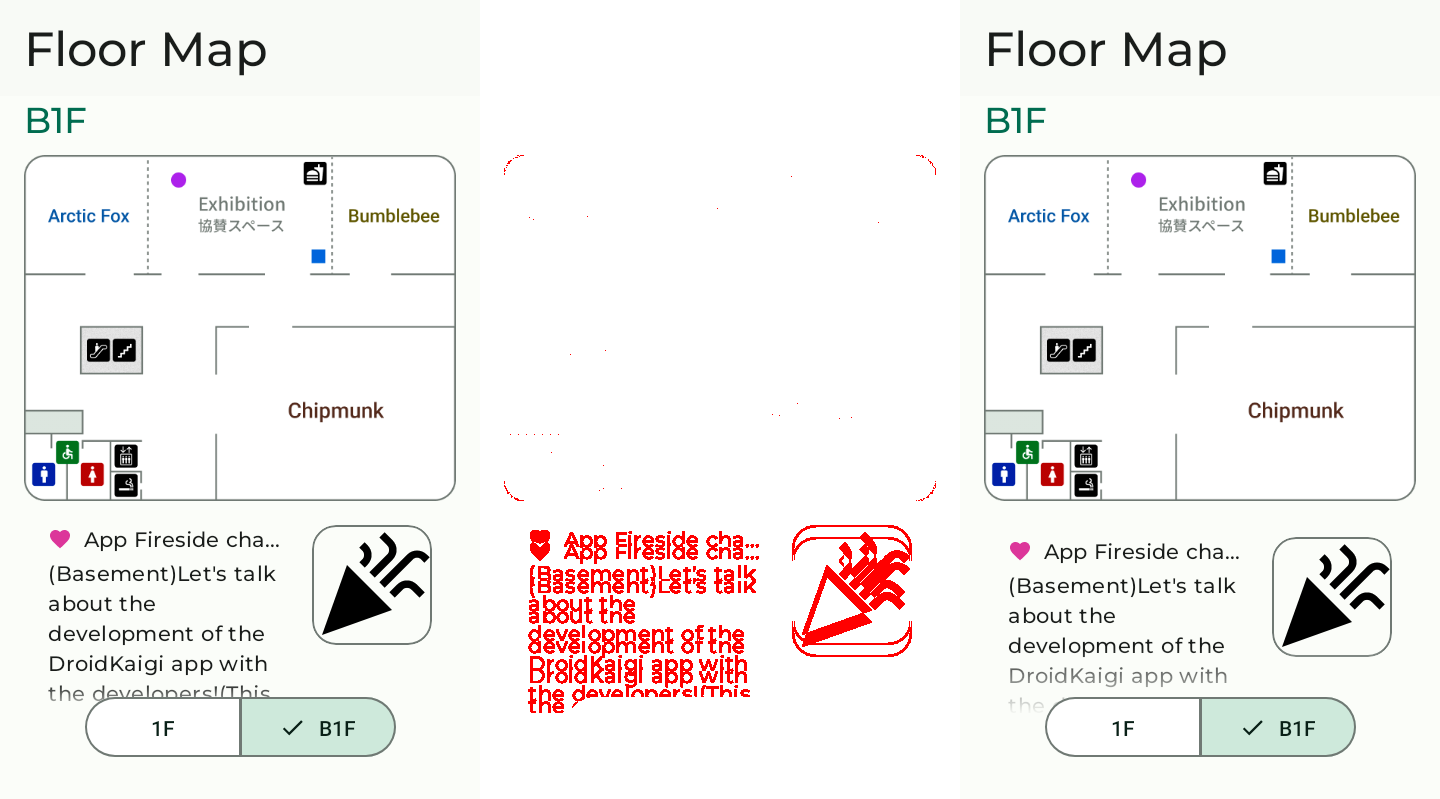 Floor Map
B1F
Arctic Fox
Exhibition
協賛スペース
Bumblebee
Chipmunk
App Fireside cha...
(Basement)Let's talk
about the
development of the
DroidKaigi app with
the developers!(This
1F
B1F
App Fireside cha...
App Fireside cha...
(Basement)Let's talk
(Basement)Let's talk
about the
about the
development of the
development of the
DroidKaigi app with
DroidKaigi app with
the developers!(This
the
Floor Map
B1F
Arctic Fox
Exhibition
協賛スペース
Bumblebee
Chipmunk
App Fireside cha...
(Basement)Let's talk
about the
development of the
DroidKaigi app with
the
1F
B1F